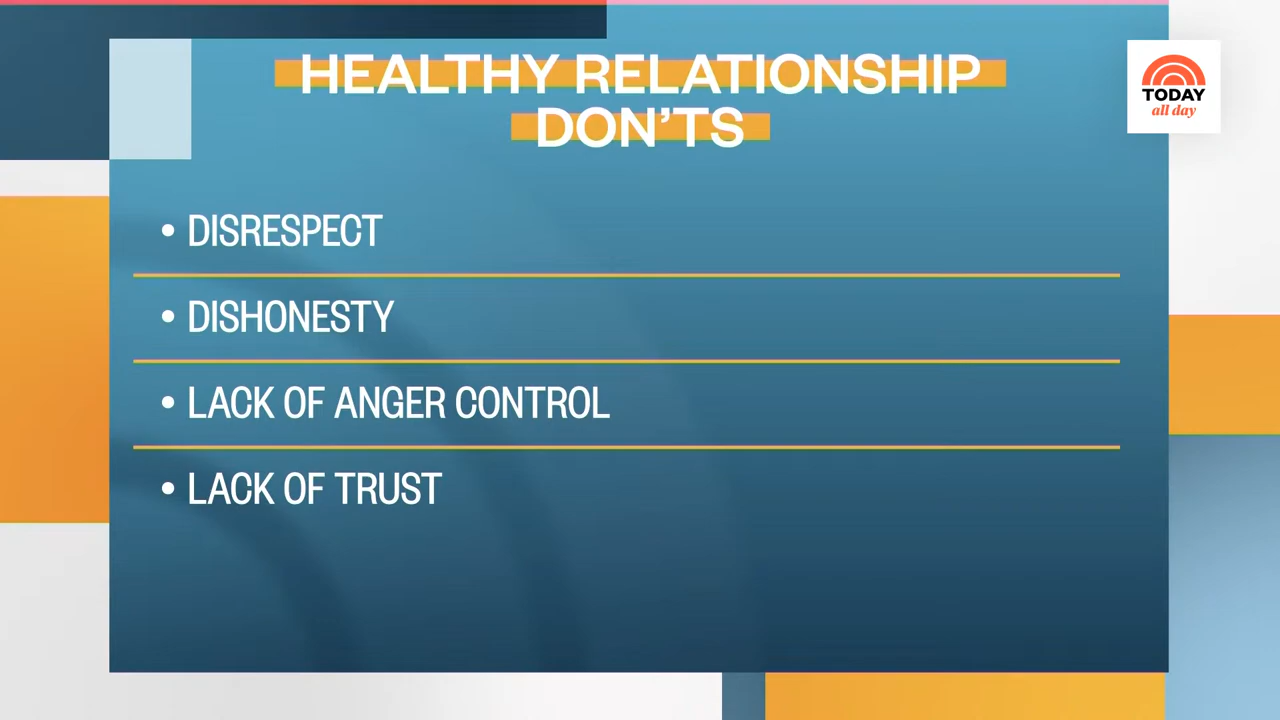 HEALTHY RELATIONSHIP
DON'TS
TODAY
all day
• DISRESPECT
• DISHONESTY
• LACK OF ANGER CONTROL
• LACK OF TRUST